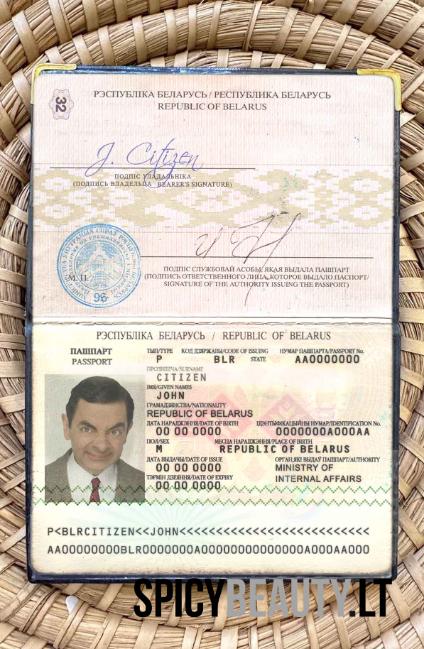 32
РЭСПУБЛІКА БЕЛАРУСЬ / РЕСПУБЛИКА БЕЛАРУСЬ
REPUBLIC OF BELARUS
J. Citizen
ПОДПІС УЛАДАЛЬНІКА
(ПОДПИСЬ ВЛАДЕЛЬЦА, BEARER'S SIGNATURE)
М. П.
96
ПОДПІС СЛУЖБОВАЙ АСОБЫ, ЯКАЯ ВЫДАЛА ПАШПАРТ
(ПОДПИСЬ ОТВЕТСТВЕННОГО ЛИЦА, КОТОРОЕ ВЫДАЛО ПАСПОРТ/
SIGNATURE OF THE AUTHORITY ISSUING THE PASSPORT)
РЭСПУБЛІКА БЕЛАРУСЬ / REPUBLIC OF BELARUS
ПАШПАРТ
PASSPORT
ТЫП/TYPE КОД ДЗЯРЖАВЫ/CODE OF ISSUING STATE НУМАР ПАШПАРТА/PASSPORT No.
P BLR AA0000000
ПРОЗВІШЧА/SURNAME
CITIZEN
ІМЯ/GIVEN NAMES
JOHN
ГРАМАДЗЯНСТВА/NATIONALITY
REPUBLIC OF BELARUS
ДАТА НАРАДЖЭННЯ/DATE OF BIRTH ІДЭНТЫФІКАЦЫЙНЫ НУМАР/IDENTIFICATION No.
00 00 0000 0000000A000AA
ПОЛ/SEX МЕСЦА НАРАДЖЭННЯ/PLACE OF BIRTH
M REPUBLIC OF BELARUS
ДАТА ВЫДАЧЫ/DATE OF ISSUE ОРГАН, ЯКІ ВЫДАЎ ПАШПАРТ/AUTHORITY
00 00 0000 MINISTRY OF
ТЭРМІН ДЗЕЯННЯ/DATE OF EXPIRY
00 00 0000 INTERNAL AFFAIRS
P<BLRCITIZEN<<JOHN<<<<<<<<<<<<<<<<<<<<<<<<<<
AA00000000BLR0000000A00000000000000A000AA000
SPICYBEAUTY.LT